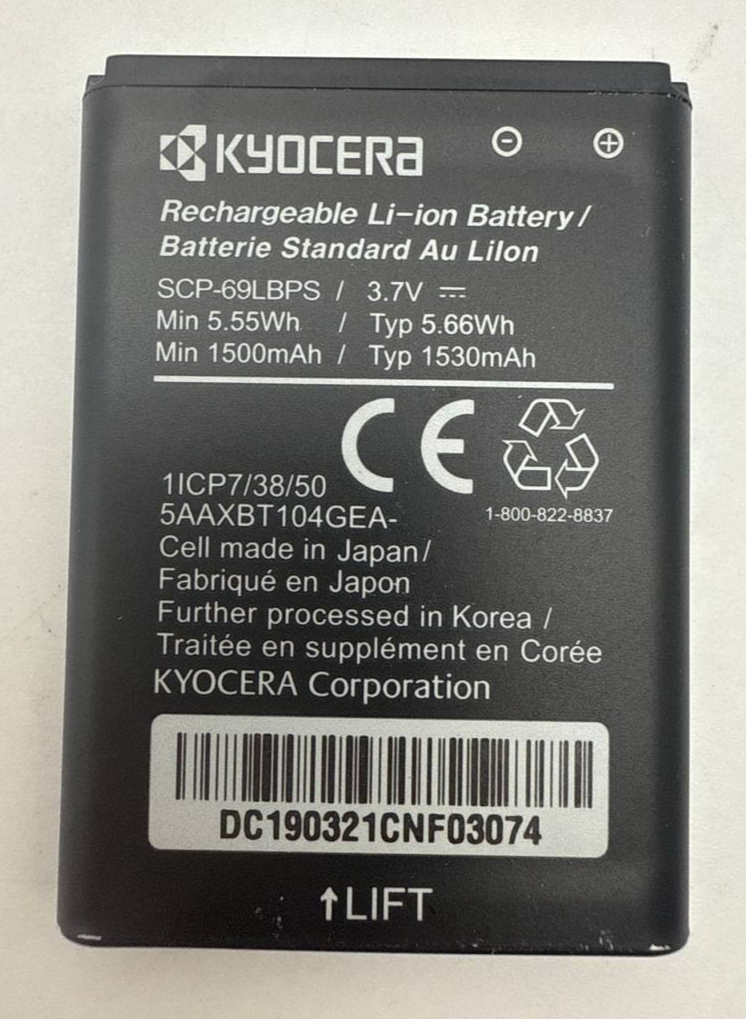 KYOCERA
Rechargeable Li-ion Battery/
Batterie Standard Au LiIon
SCP-69LBPS / 3.7V ⎓
Min 5.55Wh / Typ 5.66Wh
Min 1500mAh / Typ 1530mAh
CE
1ICP7/38/50
1-800-822-8837
5AAXBT104GEA-
Cell made in Japan/
Fabriqué en Japon
Further processed in Korea /
Traitée en supplément en Corée
KYOCERA Corporation
DC190321CNF03074
↑LIFT